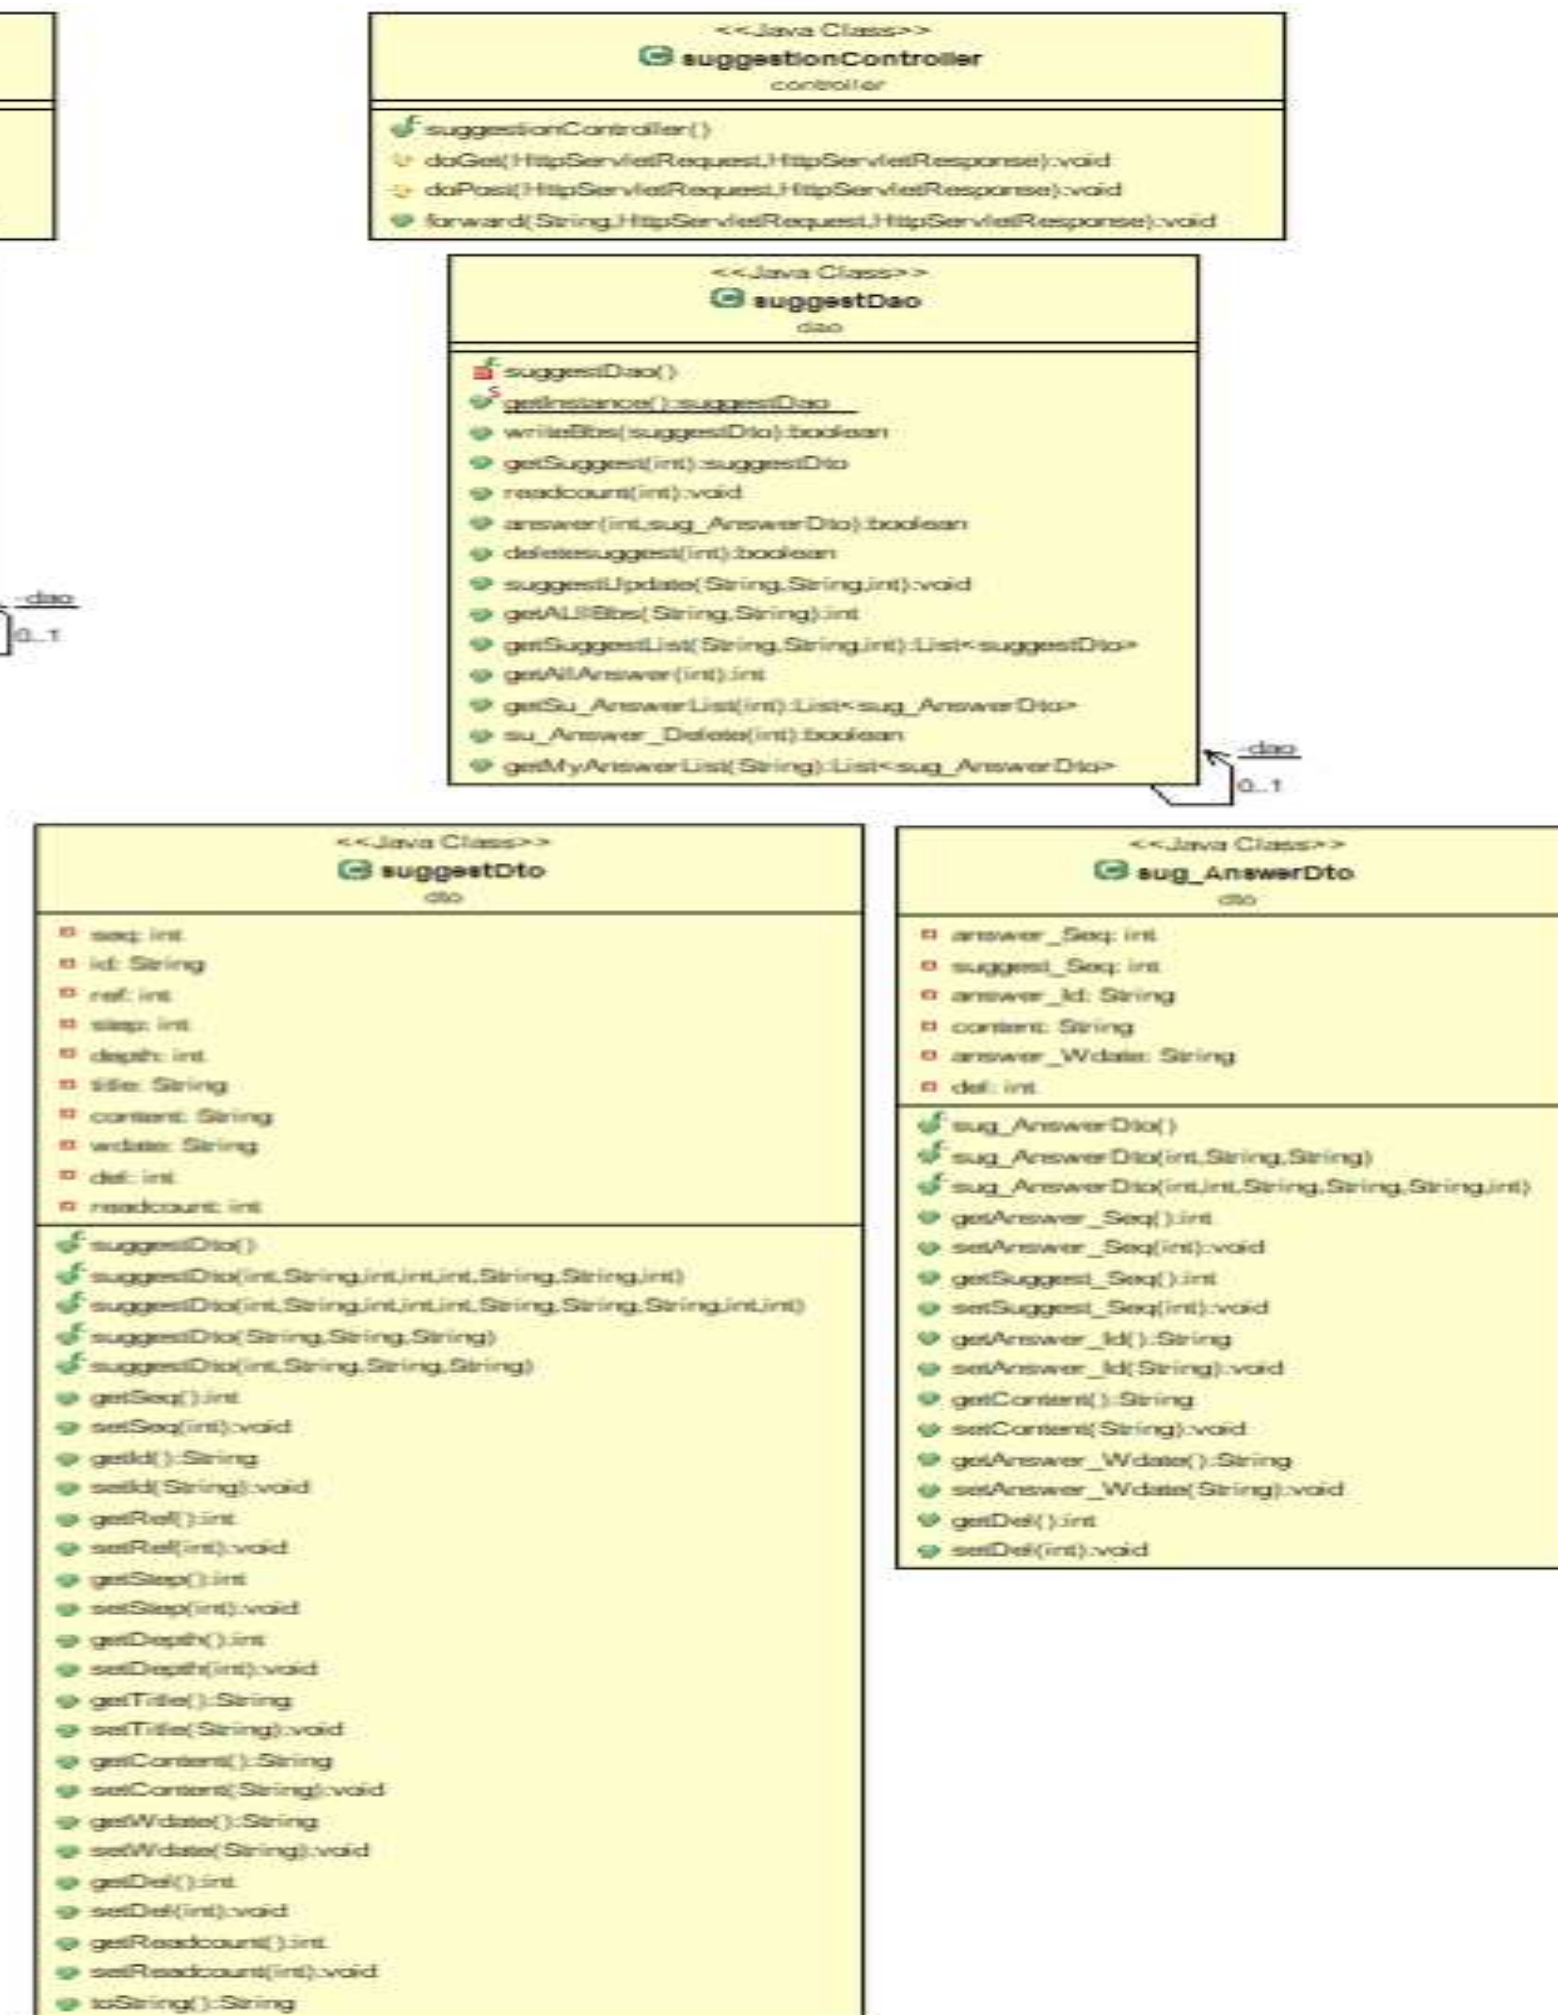 <<Java Class>>
suggestionController
controller
suggestionController()
doGet(HttpServletRequest,HttpServletResponse):void
doPost(HttpServletRequest,HttpServletResponse):void
forward(String,HttpServletRequest,HttpServletResponse):void
<<Java Class>>
suggestDao
dao
suggestDao()
getInstance():suggestDao
writeBbs(suggestDto):boolean
getSuggest(int):suggestDto
readcount(int):void
answer(int,sug_AnswerDto):boolean
deletesuggest(int):boolean
suggestUpdate(String,String,int):void
getALllBbs(String,String):int
getSuggestList(String,String,int):List<suggestDto>
getAllAnswer(int):int
getSu_AnswerList(int):List<sug_AnswerDto>
su_Answer_Delete(int):boolean
getMyAnswerList(String):List<sug_AnswerDto>
-dao
0..1
-dao
0..1
<<Java Class>>
suggestDto
dto
seq: int
id: String
ref: int
step: int
depth: int
title: String
content: String
wdate: String
del: int
readcount: int
suggestDto()
suggestDto(int,String,int,int,int,String,String,int)
suggestDto(int,String,int,int,int,String,String,String,int,int)
suggestDto(String,String,String)
suggestDto(int,String,String,String)
getSeq():int
setSeq(int):void
getId():String
setId(String):void
getRef():int
setRef(int):void
getStep():int
setStep(int):void
getDepth():int
setDepth(int):void
getTitle():String
setTitle(String):void
getContent():String
setContent(String):void
getWdate():String
setWdate(String):void
getDel():int
setDel(int):void
getReadcount():int
setReadcount(int):void
toString():String
<<Java Class>>
sug_AnswerDto
dto
answer_Seq: int
suggest_Seq: int
answer_Id: String
content: String
answer_Wdate: String
del: int
sug_AnswerDto()
sug_AnswerDto(int,String,String)
sug_AnswerDto(int,int,String,String,String,int)
getAnswer_Seq():int
setAnswer_Seq(int):void
getSuggest_Seq():int
setSuggest_Seq(int):void
getAnswer_Id():String
setAnswer_Id(String):void
getContent():String
setContent(String):void
getAnswer_Wdate():String
setAnswer_Wdate(String):void
getDel():int
setDel(int):void